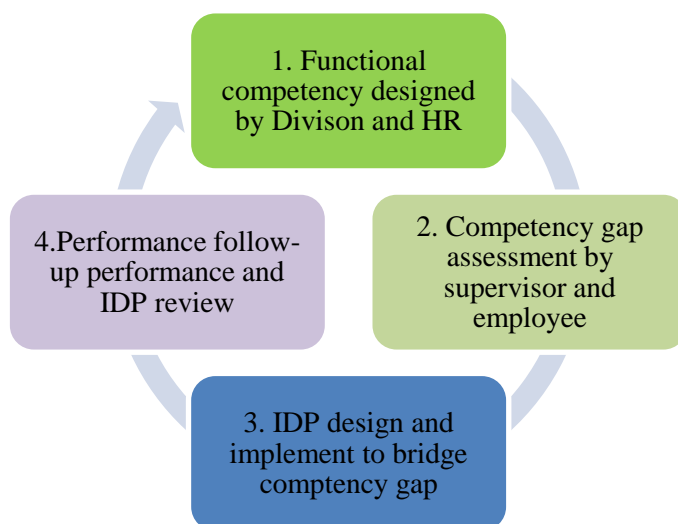 1. Functional
competency designed
by Divison and HR
2. Competency gap
assessment by
supervisor and
employee
3. IDP design and
implement to bridge
comptency gap
4.Performance follow-
up performance and
IDP review